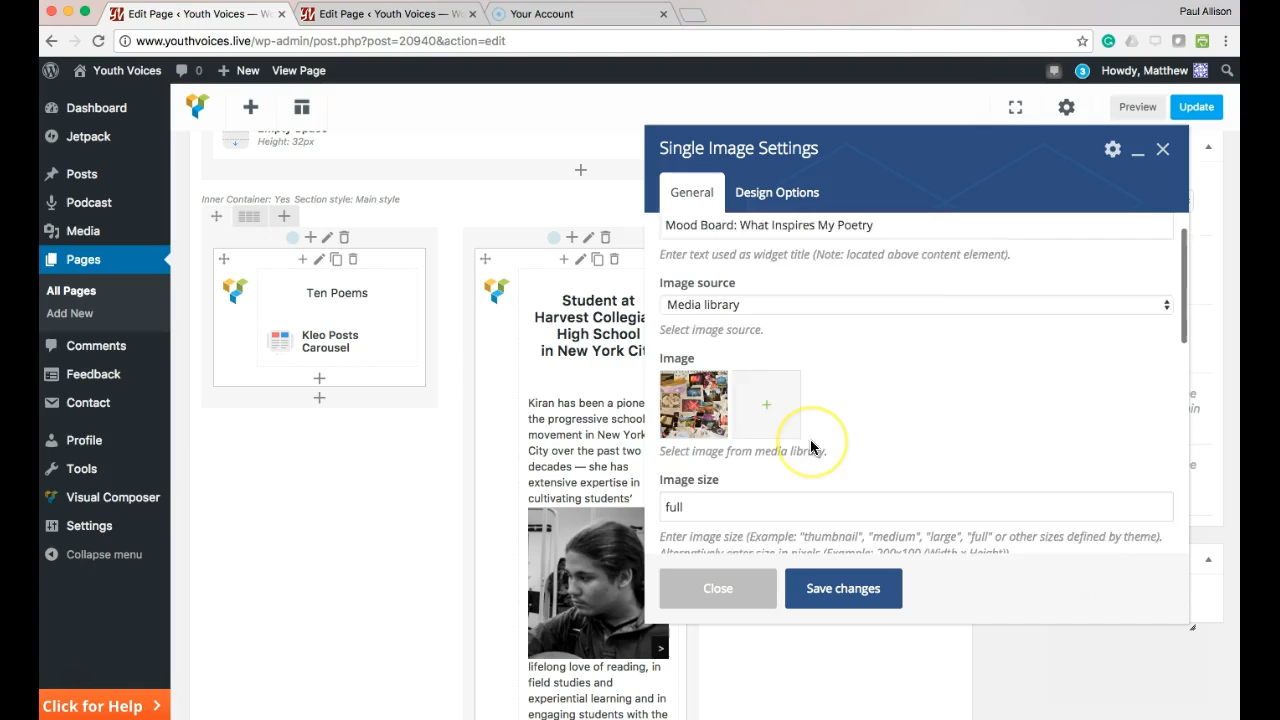 Edit Page ‹ Youth Voices — Wo
Edit Page ‹ Youth Voices — W
Your Account
Paul Allison
www.youthvoices.live/wp-admin/post.php?post=20940&action=edit
Youth Voices
0
New
View Page
3
Howdy, Matthew
Dashboard
Jetpack
Posts
Podcast
Media
Pages
All Pages
Add New
Comments
Feedback
Contact
Profile
Tools
Visual Composer
Settings
Collapse menu
Click for Help >
Preview
Update
Empty Space
Height: 32px
Inner Container: Yes Section style: Main style
Ten Poems
Kleo Posts
Carousel
Student at
Harvest Collegia
High School
in New York Cit
Kiran has been a pione
the progressive school
movement in New York
City over the past two
decades — she has
extensive expertise in
cultivating students’
lifelong love of reading, in
field studies and
experiential learning and in
engaging students with the
Single Image Settings
General
Design Options
Mood Board: What Inspires My Poetry
Enter text used as widget title (Note: located above content element).
Image source
Media library
Select image source.
Image
Select image from media library.
Image size
full
Enter image size (Example: "thumbnail", "medium", "large", "full" or other sizes defined by theme).
Alternatively enter size in pixels (Example: 200x100 (Width x Height)).
Close
Save changes